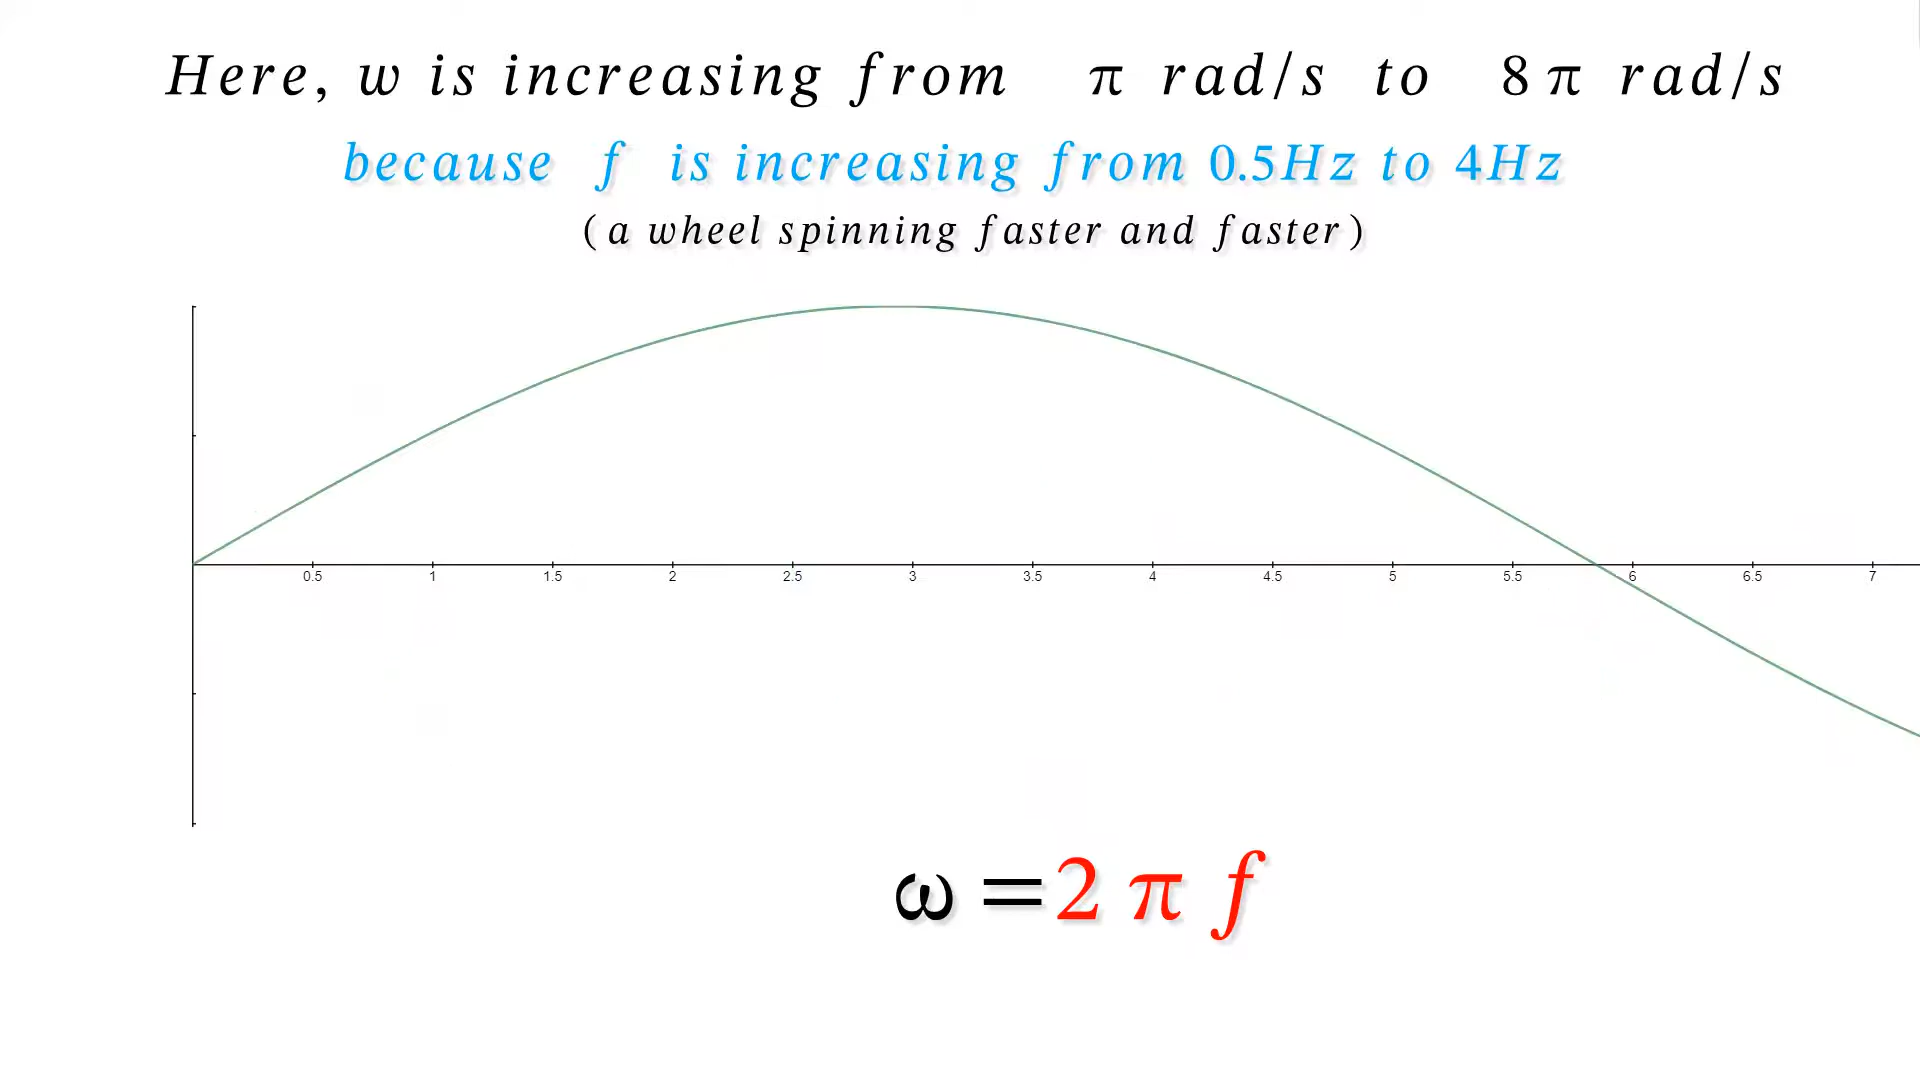 Here, w is increasing from π rad/s to 8 π rad/s
because f is increasing from 0.5Hz to 4Hz
(a wheel spinning faster and faster)
0.5 1 1.5 2 2.5 3 3.5 4 4.5 5 5.5 6 6.5 7
ω = 2 π f